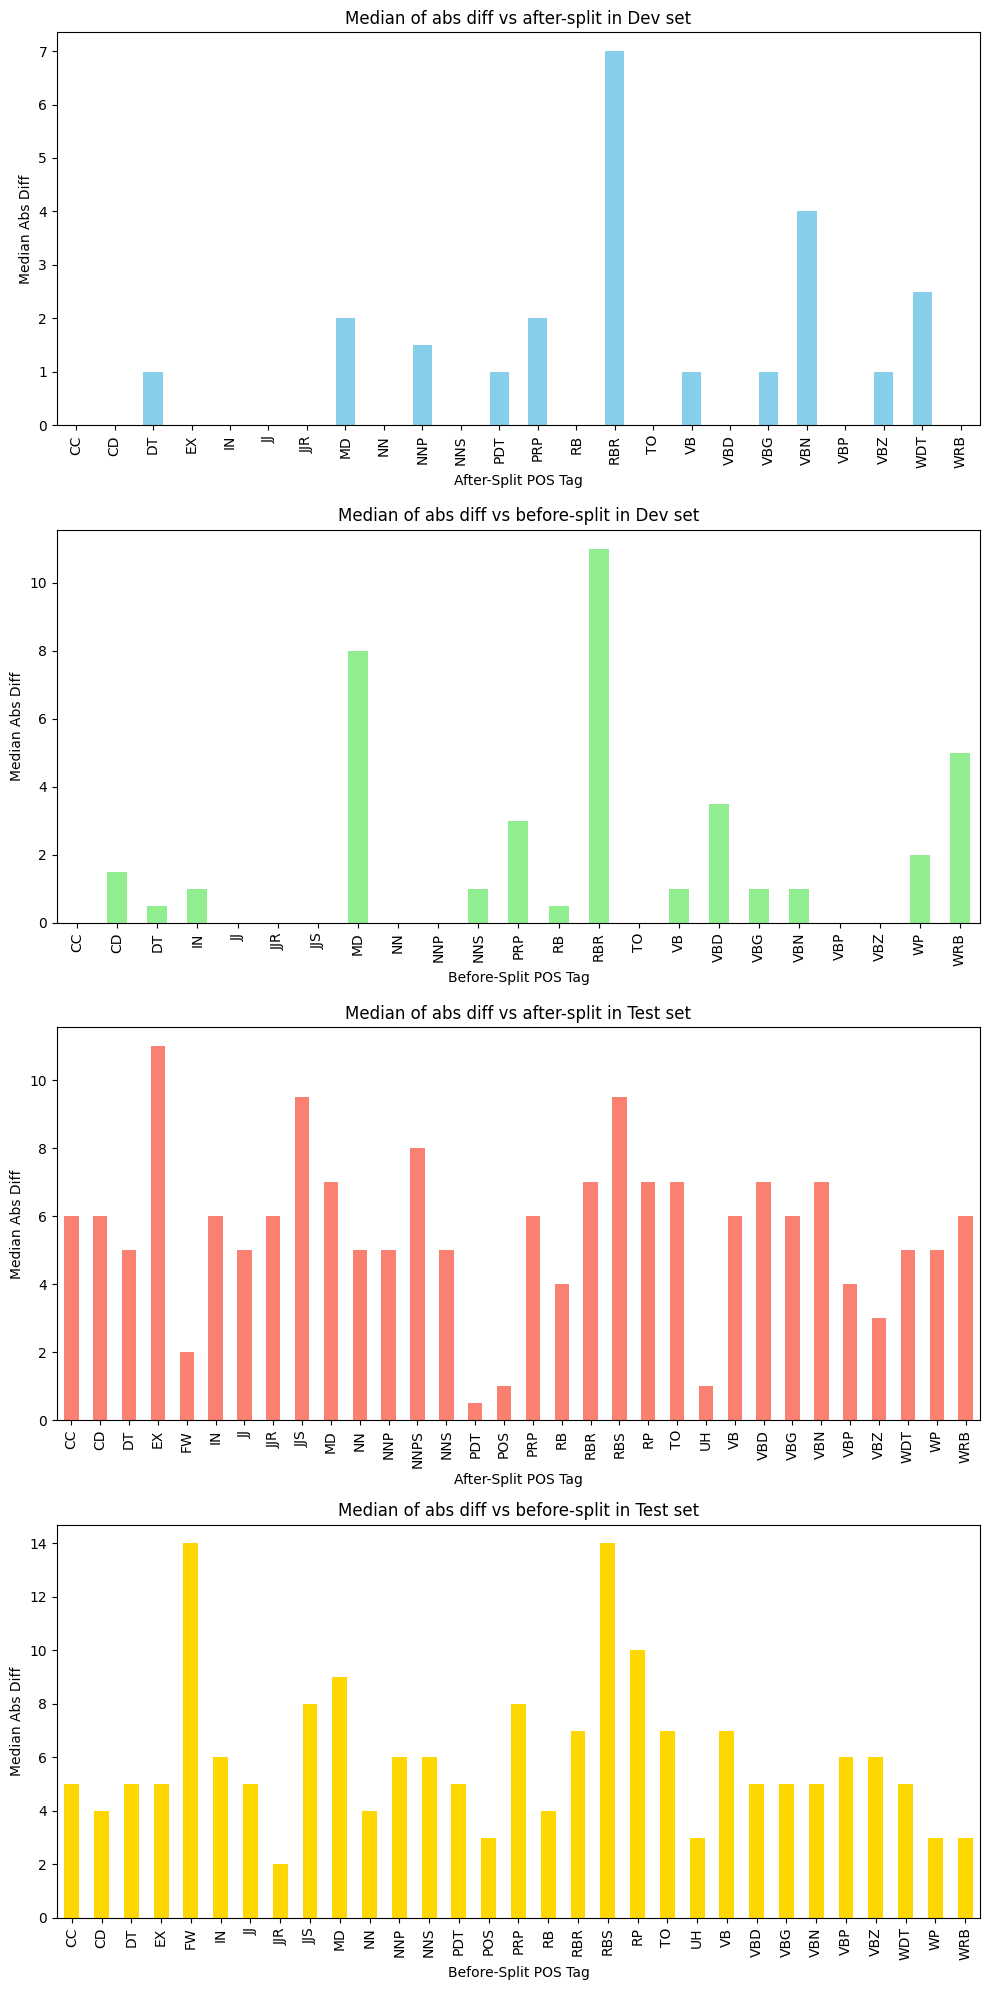 Median of abs diff vs after-split in Dev set
7
6
5
4
3
2
1
0
Median Abs Diff
CC CD DT EX IN JJ JJR MD NN NNP NNS PDT PRP RB RBR TO VB VBD VBG VBN VBP VBZ WDT WRB
After-Split POS Tag
Median of abs diff vs before-split in Dev set
10
8
6
4
2
0
Median Abs Diff
CC CD DT IN JJ JJR JJS MD NN NNP NNS PRP RB RBR TO VB VBD VBG VBN VBP VBZ WP WRB
Before-Split POS Tag
Median of abs diff vs after-split in Test set
10
8
6
4
2
0
Median Abs Diff
CC CD DT EX FW IN JJ JJR JJS MD NN NNP NNPS NNS PDT POS PRP RB RBR RBS RP TO UH VB VBD VBG VBN VBP VBZ WDT WP WRB
After-Split POS Tag
Median of abs diff vs before-split in Test set
14
12
10
8
6
4
2
0
Median Abs Diff
CC CD DT EX FW IN JJ JJR JJS MD NN NNP NNS PDT POS PRP RB RBR RBS RP TO UH VB VBD VBG VBN VBP VBZ WDT WP WRB
Before-Split POS Tag